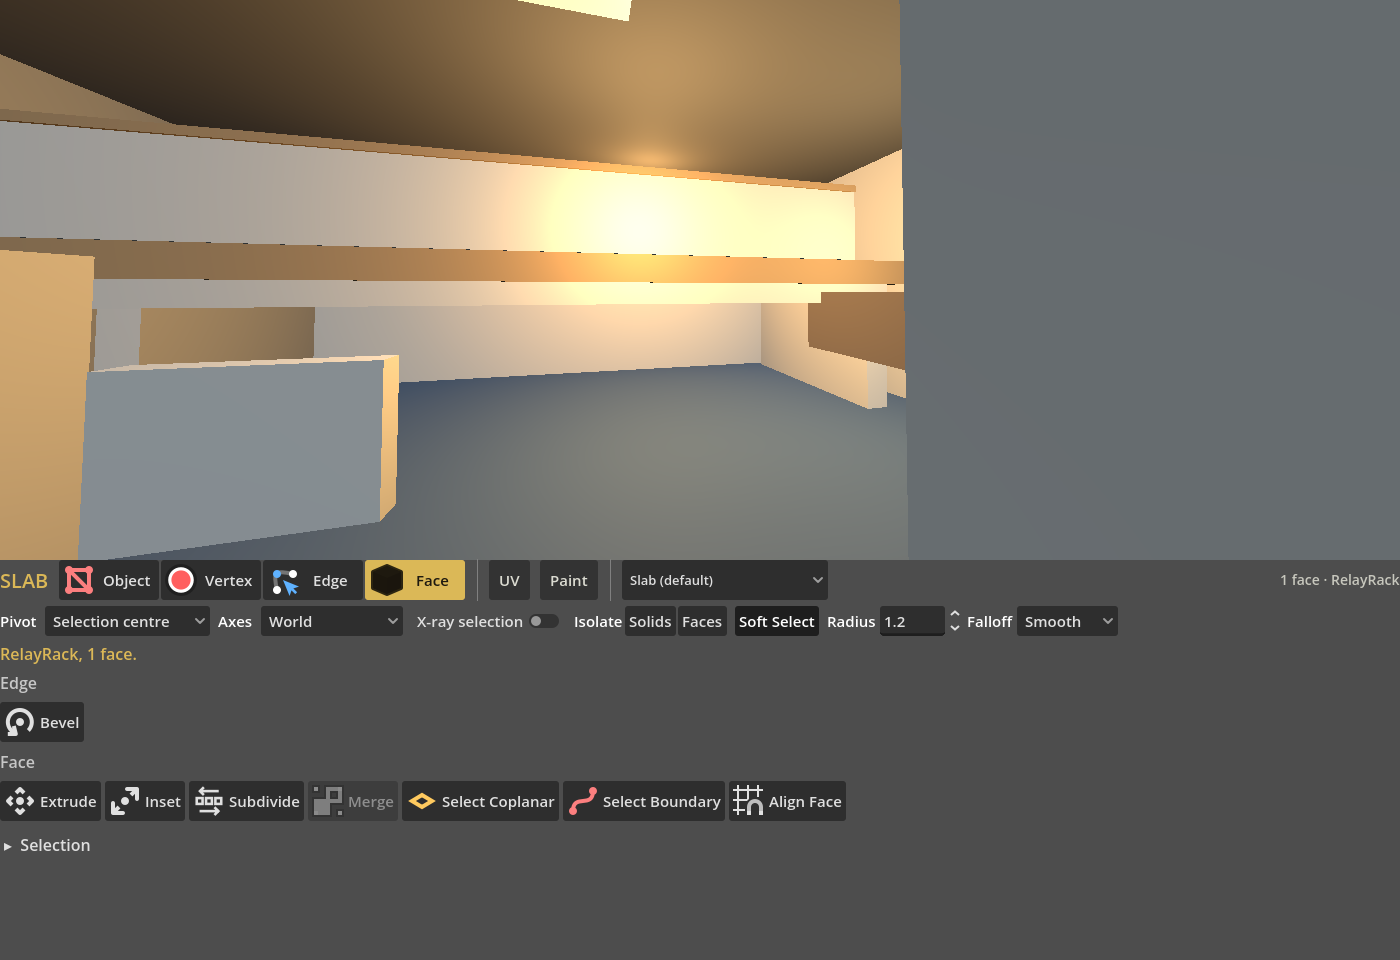 SLAB Object Vertex Edge Face UV Paint Slab (default) 1 face · RelayRack
Pivot Selection centre Axes World X-ray selection Isolate Solids Faces Soft Select Radius 1.2 Falloff Smooth
RelayRack, 1 face.
Edge
Bevel
Face
Extrude Inset Subdivide Merge Select Coplanar Select Boundary Align Face
Selection